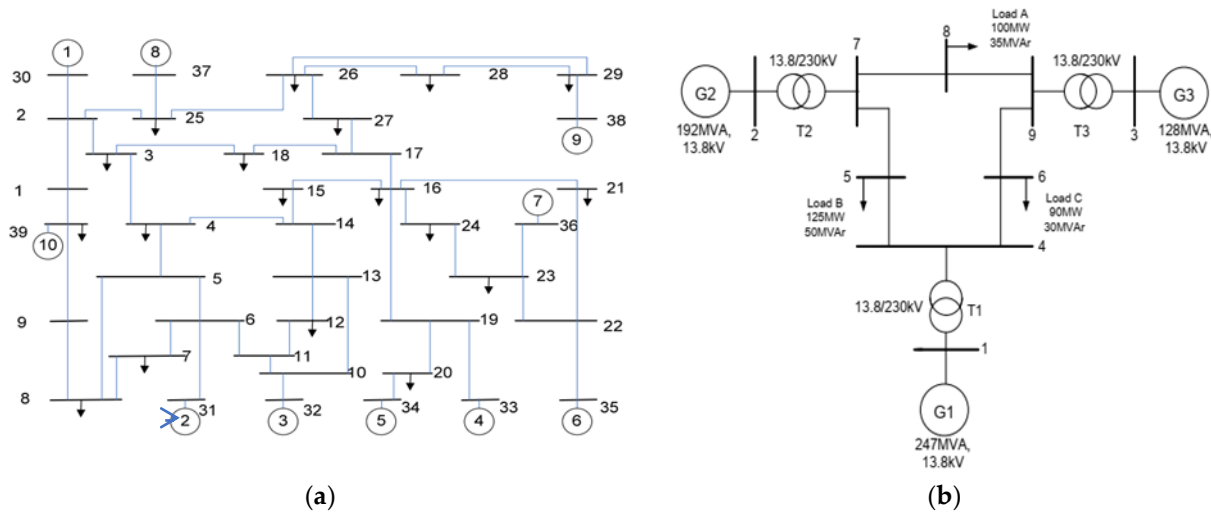 1
8
30
37
26
28
29
2
25
27
38
9
3
18
17
1
15
16
21
7
39
10
4
14
24
36
5
13
23
9
6
12
19
22
7
11
10
20
8
31
32
34
33
35
2
3
5
4
6
(a)
Load A
100MW
35MVAr
8
7
13.8/230kV
13.8/230kV
G2
G3
192MVA,
13.8kV
2
T2
9
T3
3
128MVA,
13.8kV
5
6
Load B
125MW
50MVAr
Load C
90MW
30MVAr
4
13.8/230kV
T1
1
G1
247MVA,
13.8kV
(b)